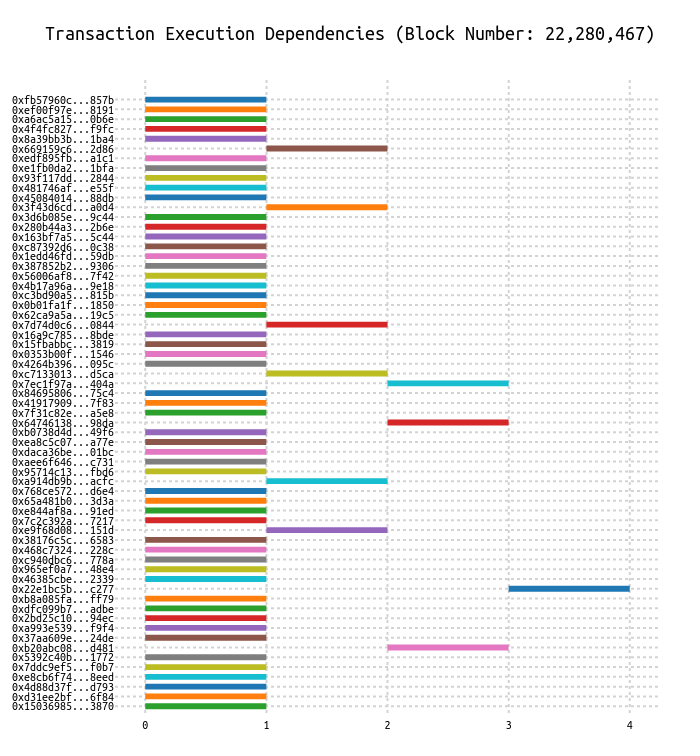 Transaction Execution Dependencies (Block Number: 22,280,467)
0xfb57960c...857b
0xef00f97e...8191
0xa6ac5a15...0b6e
0x4f4fc827...f9fc
0x8a39bb3b...1ba4
0x669159c6...2d86
0xedf895fb...a1c1
0xe1fb0da2...1bfa
0x93f117dd...2844
0x481746af...e55f
0x45084014...88db
0x3f43d6cd...a0d4
0x3d6b085e...9c44
0x280b44a3...2b6e
0x163bf7a5...5c44
0xc87392d6...0c38
0x1edd46fd...59db
0x387852b2...9306
0x56006af8...7f42
0x4b17a96a...9e18
0xc3bd90a5...815b
0x0b01fa1f...1850
0x62ca9a5a...19c5
0x7d74d0c6...0844
0x16a9c785...8bde
0x15fbabbc...3819
0x0353b00f...1546
0x4264b396...095c
0xc7133013...d5ca
0x7ec1f97a...404a
0x84695806...75c4
0x41917909...7f83
0x7f31c82e...a5e8
0x64746138...98da
0xb0738d4d...49f6
0xea8c5c07...a77e
0xdaca36be...01bc
0xaee6f646...c731
0x95714c13...fbd6
0xa914db9b...acfc
0x768ce572...d6e4
0x65a481b0...3d3a
0xe844af8a...91ed
0x7c2c392a...7217
0xe9f68d08...151d
0x38176c5c...6583
0x468c7324...228c
0xc940dbc6...778a
0x965ef0a7...48e4
0x46385cbe...2339
0x22e1bc5b...c277
0xb8a085fa...ff79
0xdfc099b7...adbe
0x2bd25c10...94ec
0xa993e539...f9f4
0x37aa609e...24de
0xb20abc08...d481
0x5392c40b...1772
0x7ddc9ef5...f0b7
0xe8cb6f74...8eed
0x4d88d37f...d793
0xd31ee2bf...6f84
0x15036985...3870
0 1 2 3 4